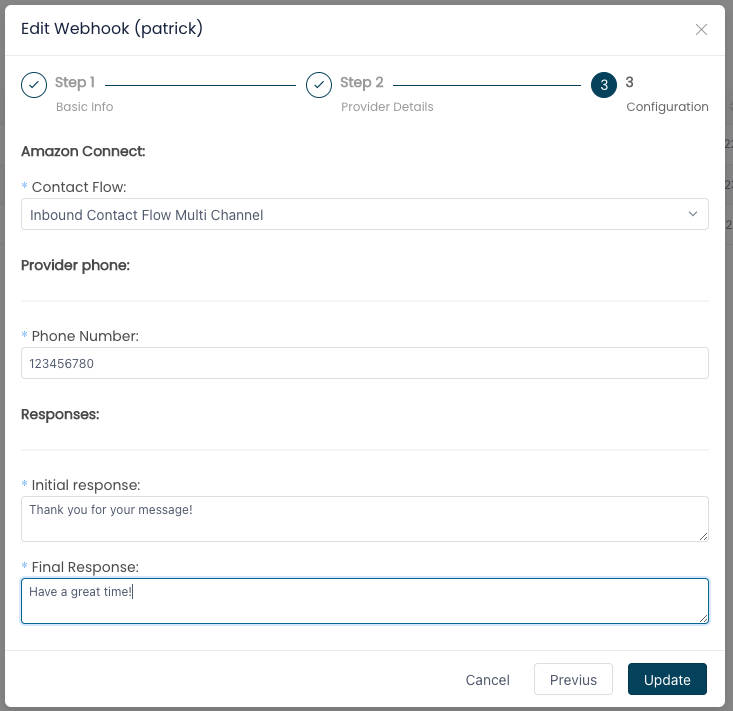 Edit Webhook (patrick)
Step 1
Basic Info
Step 2
Provider Details
3
3
Configuration
Amazon Connect:
* Contact Flow:
Inbound Contact Flow Multi Channel
Provider phone:
* Phone Number:
123456780
Responses:
* Initial response:
Thank you for your message!
* Final Response:
Have a great time!
Cancel
Previus
Update